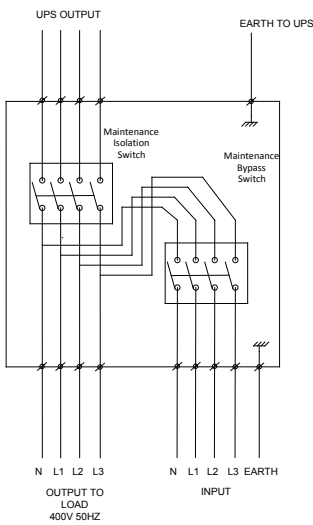 UPS OUTPUT
EARTH TO UPS
Maintenance
Isolation
Switch
Maintenance
Bypass
Switch
N L1 L2 L3
N L1 L2 L3 EARTH
OUTPUT TO
LOAD
400V 50HZ
INPUT